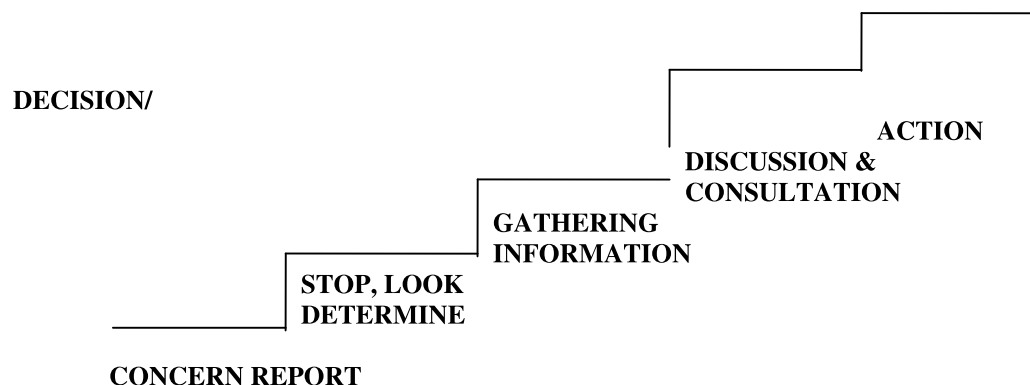 DECISION/
ACTION
DISCUSSION &
CONSULTATION
GATHERING
INFORMATION
STOP, LOOK
DETERMINE
CONCERN REPORT